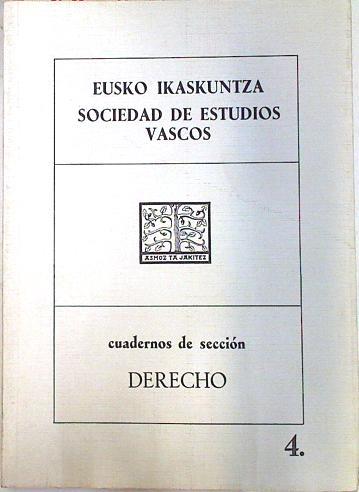 EUSKO IKASKUNTZA
SOCIEDAD DE ESTUDIOS
VASCOS
ASMOZ TA JAKITEZ
cuadernos de sección
DERECHO
4.